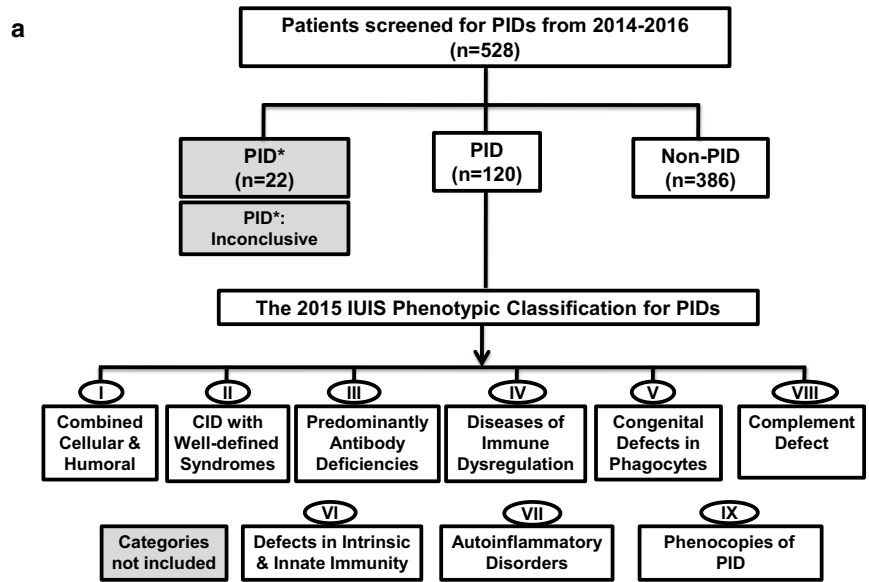 a
Patients screened for PIDs from 2014-2016
(n=528)
PID*
(n=22)
PID*:
Inconclusive
PID
(n=120)
Non-PID
(n=386)
The 2015 IUIS Phenotypic Classification for PIDs
I
Combined
Cellular &
Humoral
II
CID with
Well-defined
Syndromes
III
Predominantly
Antibody
Deficiencies
IV
Diseases of
Immune
Dysregulation
V
Congenital
Defects in
Phagocytes
VIII
Complement
Defect
Categories
not included
VI
Defects in Intrinsic
& Innate Immunity
VII
Autoinflammatory
Disorders
IX
Phenocopies of
PID